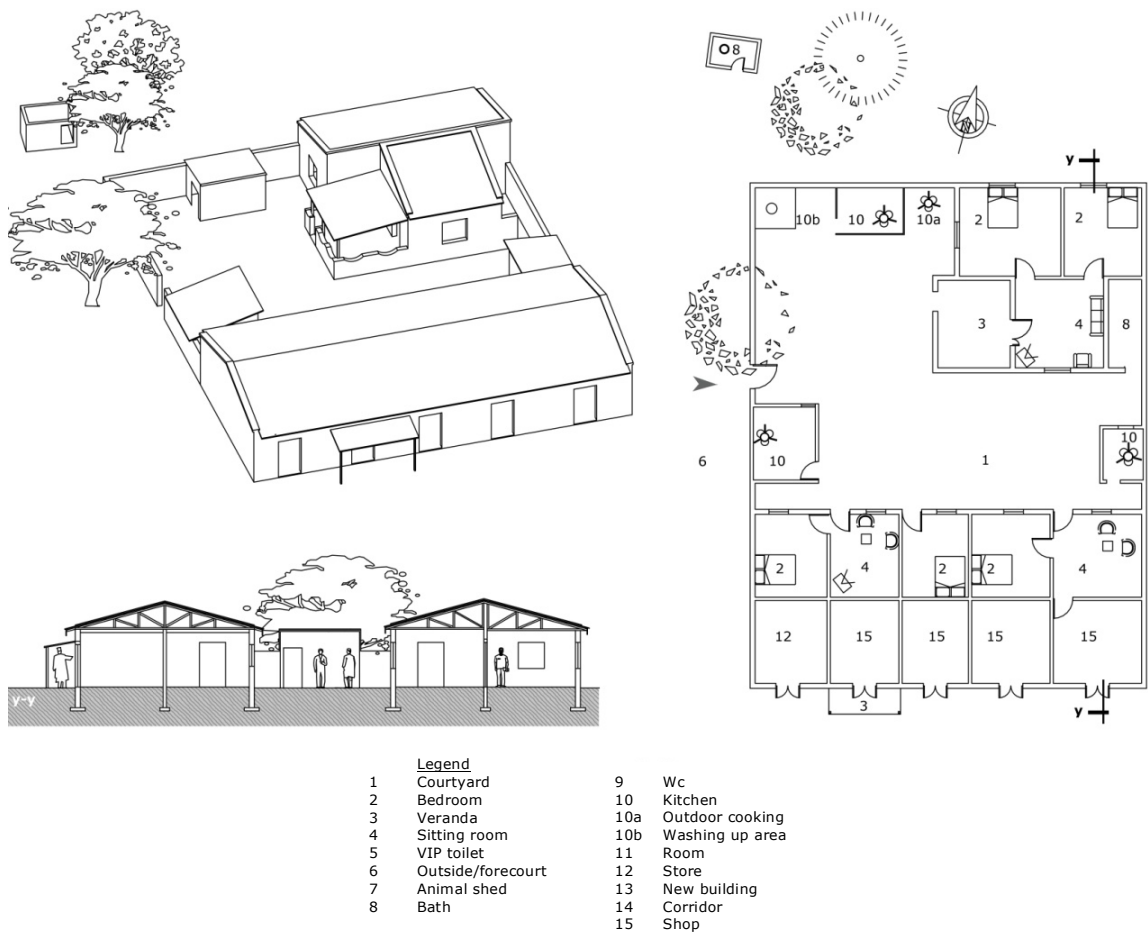 8
y
10b
10
10a
2
2
3
4
8
6
10
1
10
2
4
2
2
4
12
15
15
15
15
3
y
y-y
Legend
1 Courtyard
2 Bedroom
3 Veranda
4 Sitting room
5 VIP toilet
6 Outside/forecourt
7 Animal shed
8 Bath
9 Wc
10 Kitchen
10a Outdoor cooking
10b Washing up area
11 Room
12 Store
13 New building
14 Corridor
15 Shop